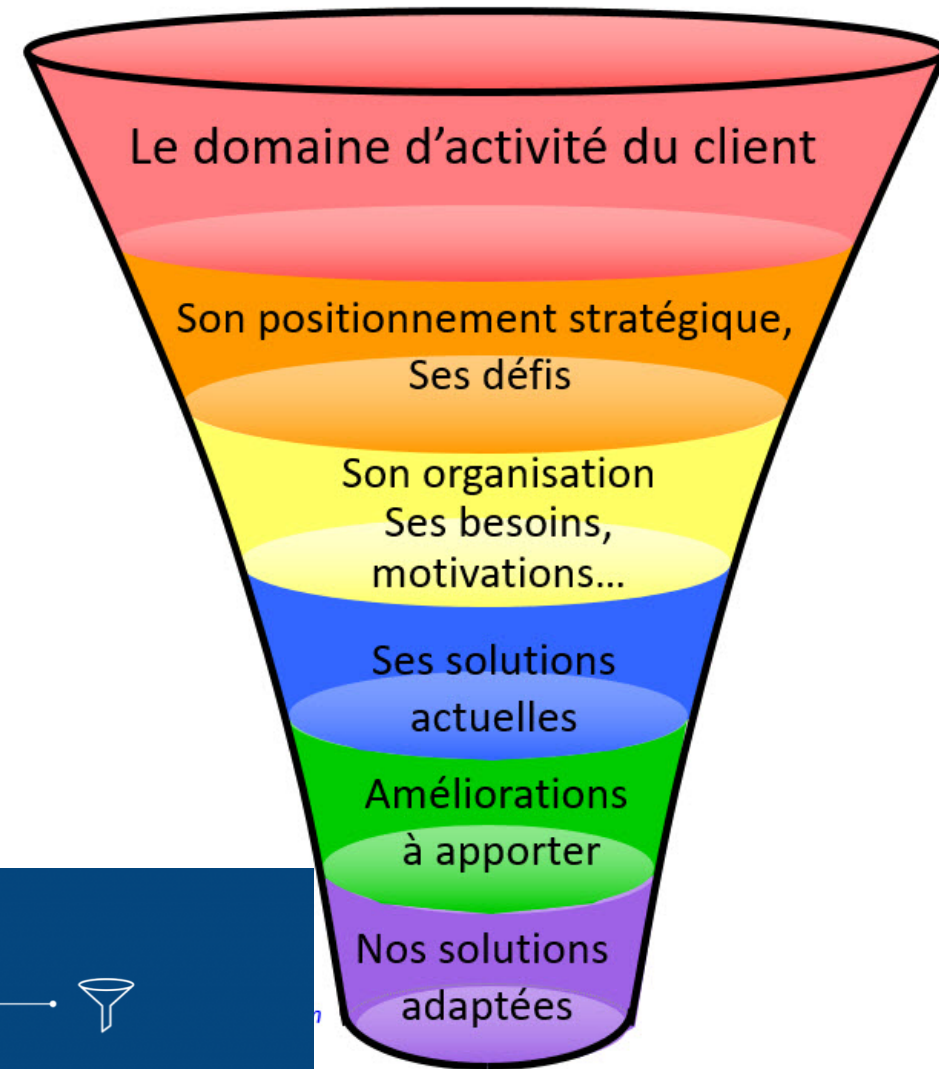 Le domaine d’activité du client
Son positionnement stratégique,
Ses défis
Son organisation
Ses besoins,
motivations…
Ses solutions
actuelles
Améliorations
à apporter
Nos solutions
adaptées